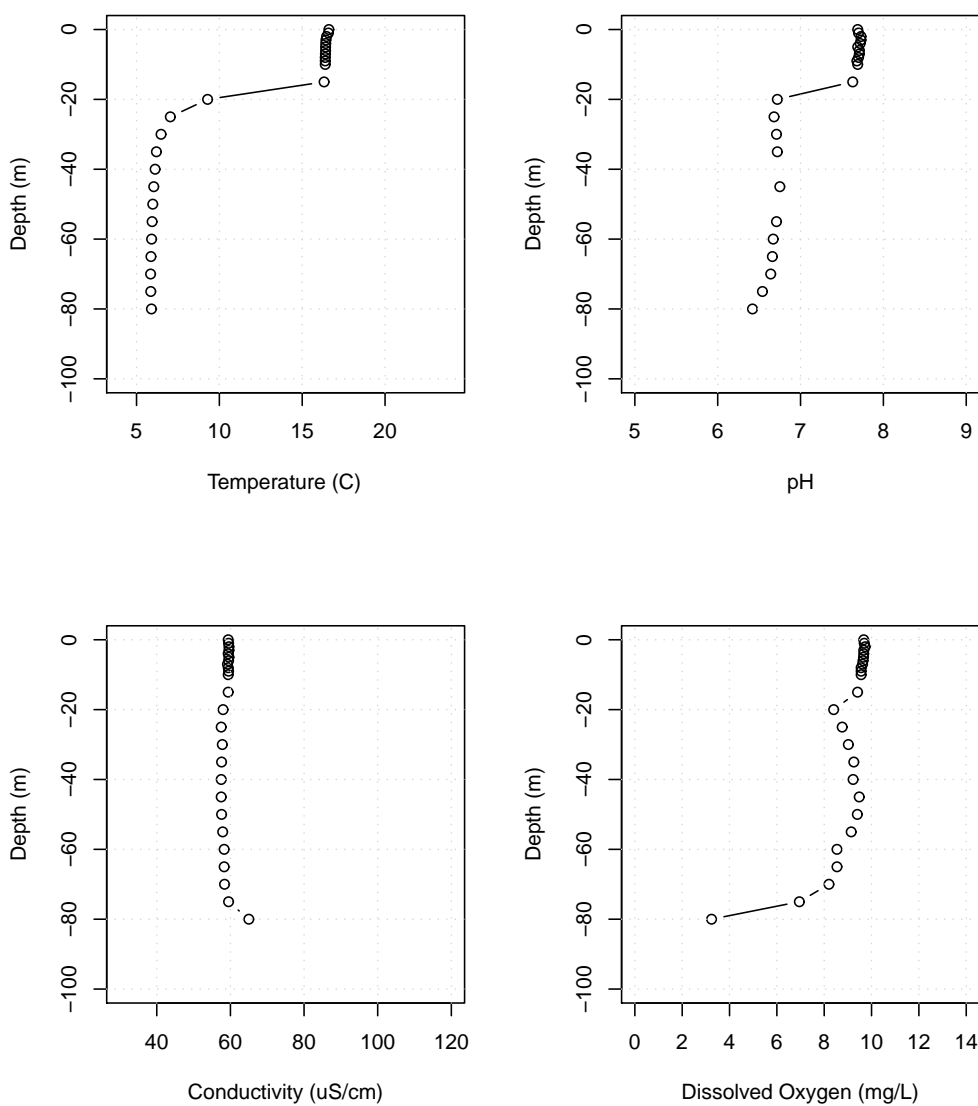 0
−20
−40
−60
−80
−100
Depth (m)
5 10 15 20
Temperature (C)
0
−20
−40
−60
−80
−100
Depth (m)
5 6 7 8 9
pH
0
−20
−40
−60
−80
−100
Depth (m)
40 60 80 100 120
Conductivity (uS/cm)
0
−20
−40
−60
−80
−100
Depth (m)
0 2 4 6 8 10 12 14
Dissolved Oxygen (mg/L)